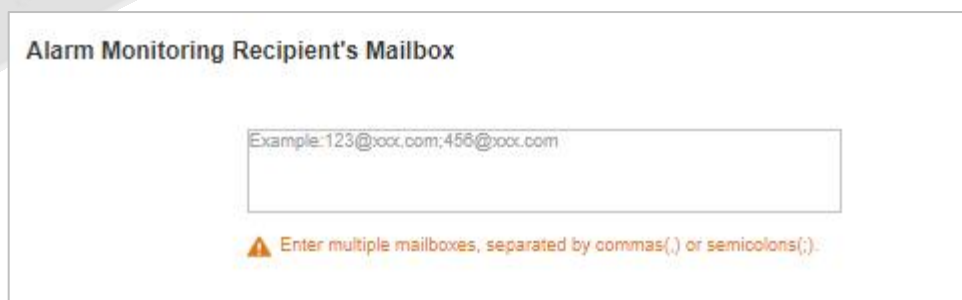 Alarm Monitoring Recipient's Mailbox
Example:123@xxx.com;456@xxx.com
Enter multiple mailboxes, separated by commas(,) or semicolons(;).